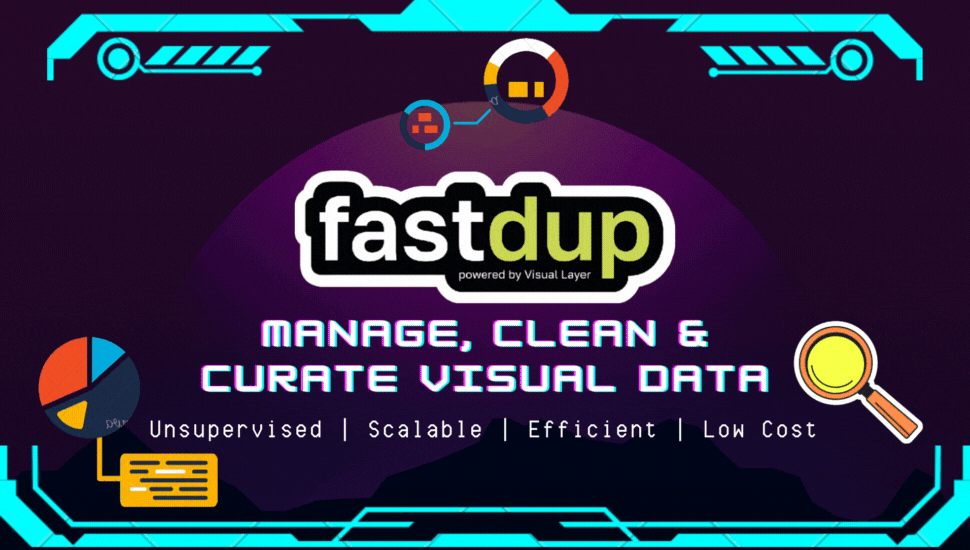 fastdup
powered by Visual Layer
MANAGE, CLEAN &
CURATE VISUAL DATA
Unsupervised | Scalable | Efficient | Low Cost